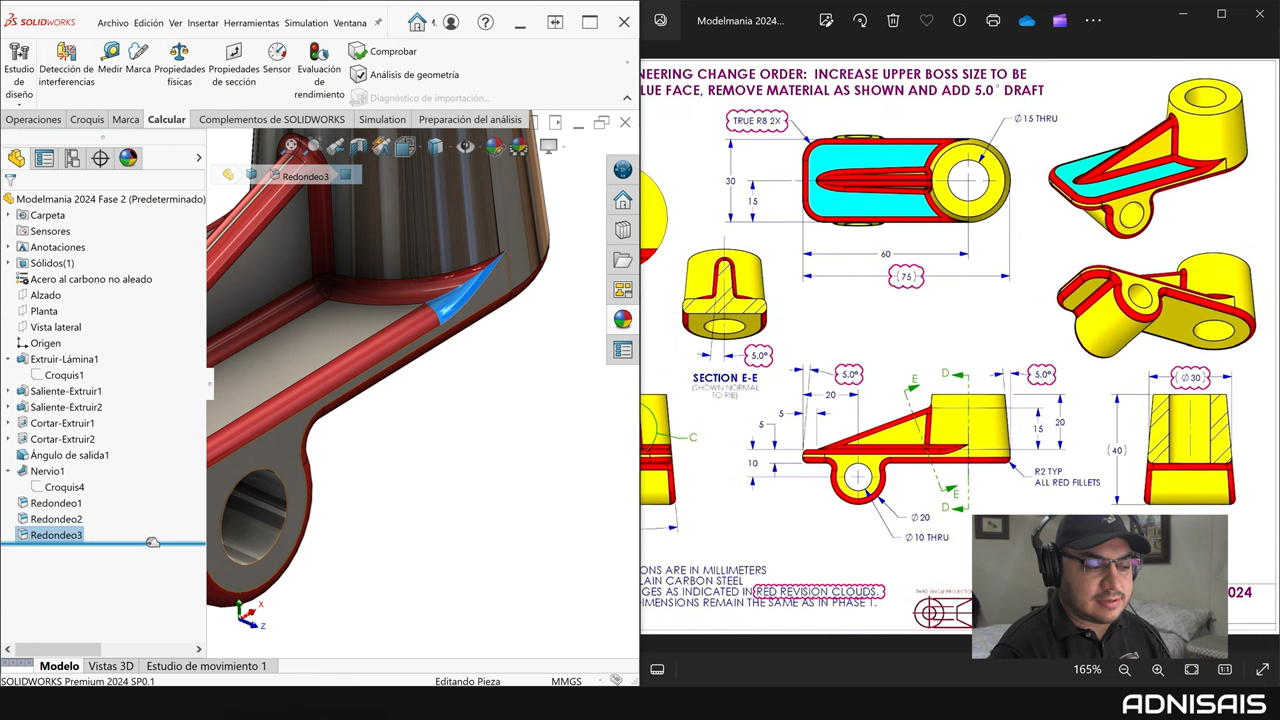 SOLIDWORKS
Archivo Edición Ver Insertar Herramientas Simulation Ventana
Estudio de diseño
Detección de interferencias
Medir
Marca
Propiedades físicas
Propiedades de sección
Sensor
Evaluación de rendimiento
Comprobar
Análisis de geometría
Diagnóstico de importación...
Operaciones Croquis Marca Calcular Complementos de SOLIDWORKS Simulation Preparación del análisis
Redondeo3
Modelmania 2024 Fase 2 (Predeterminado)
Carpeta
Sensores
Anotaciones
Sólidos(1)
Acero al carbono no aleado
Alzado
Planta
Vista lateral
Origen
Extruir-Lámina1
Croquis1
Saliente-Extruir1
Saliente-Extruir2
Cortar-Extruir1
Cortar-Extruir2
Ángulo de salida1
Nervio1
Croquis4
Redondeo1
Redondeo2
Redondeo3
X
Z
Modelo Vistas 3D Estudio de movimiento 1
SOLIDWORKS Premium 2024 SP0.1
Editando Pieza
MMGS
Modelmania 2024...
NEERING CHANGE ORDER: INCREASE UPPER BOSS SIZE TO BE
LUE FACE, REMOVE MATERIAL AS SHOWN AND ADD 5.0° DRAFT
TRUE R8 2X
Ø 15 THRU
30
15
60
(75)
5.0°
SECTION E-E
(SHOWN NORMAL
TO RIB)
C
5.0°
20
5
5
10
E
D
5.0°
15
20
E
D
R2 TYP
ALL RED FILLETS
Ø 20
Ø 10 THRU
(Ø 30)
(40)
ONS ARE IN MILLIMETERS
LAIN CARBON STEEL
GES AS INDICATED IN RED REVISION CLOUDS.
DIMENSIONS REMAIN THE SAME AS IN PHASE 1.
THIRD ANGLE PROJECTION
024
165%
1:1
ADNISAIS